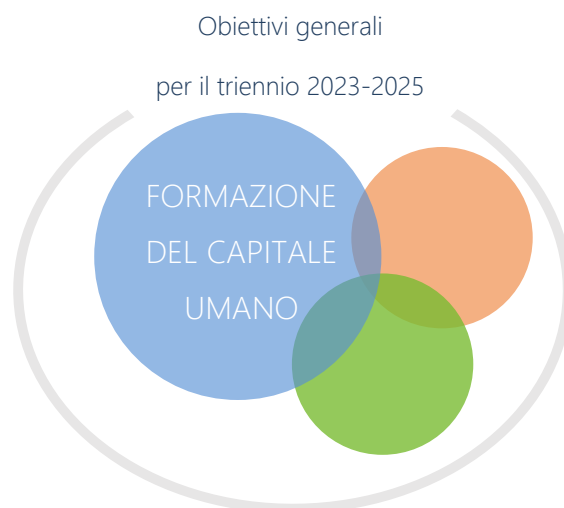 Obiettivi generali
per il triennio 2023-2025
FORMAZIONE
DEL CAPITALE
UMANO